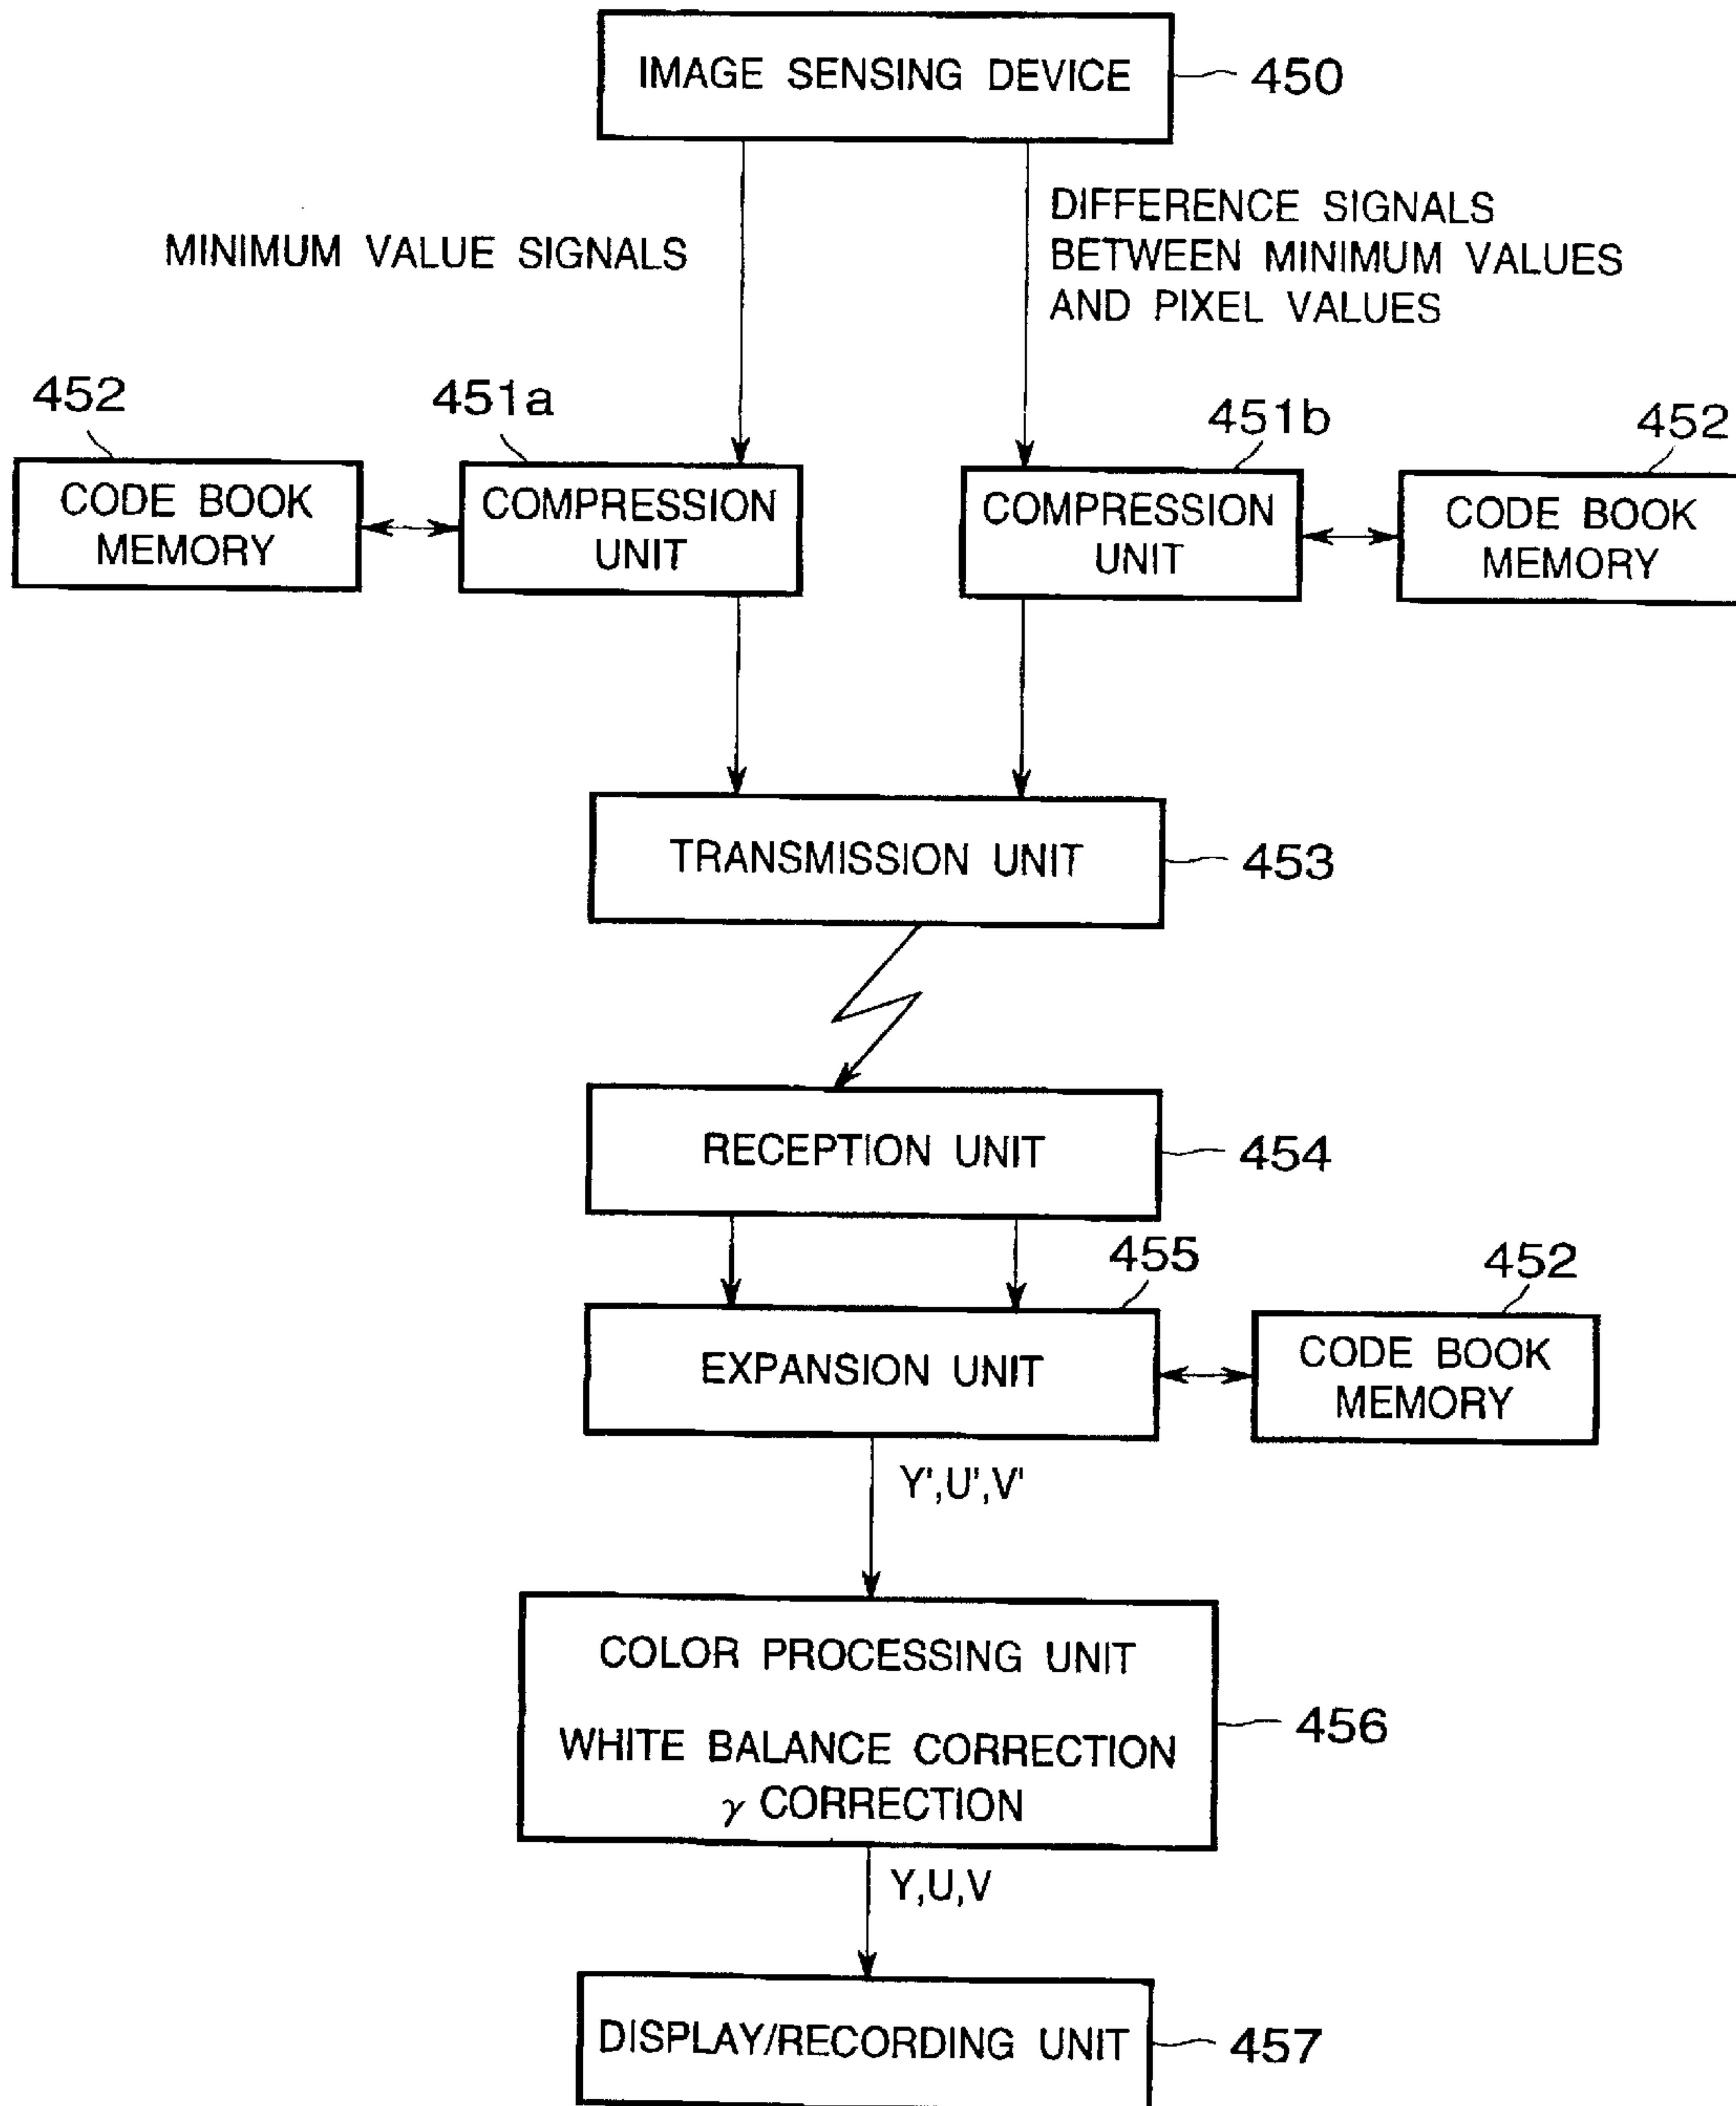 IMAGE SENSING DEVICE
450
MINIMUM VALUE SIGNALS
DIFFERENCE SIGNALS
BETWEEN MINIMUM VALUES
AND PIXEL VALUES
452
451a
451b
452
CODE BOOK
MEMORY
COMPRESSION
UNIT
COMPRESSION
UNIT
CODE BOOK
MEMORY
TRANSMISSION UNIT
453
RECEPTION UNIT
454
455
452
EXPANSION UNIT
CODE BOOK
MEMORY
Y',U',V'
COLOR PROCESSING UNIT
WHITE BALANCE CORRECTION
γ CORRECTION
456
Y,U,V
DISPLAY/RECORDING UNIT
457